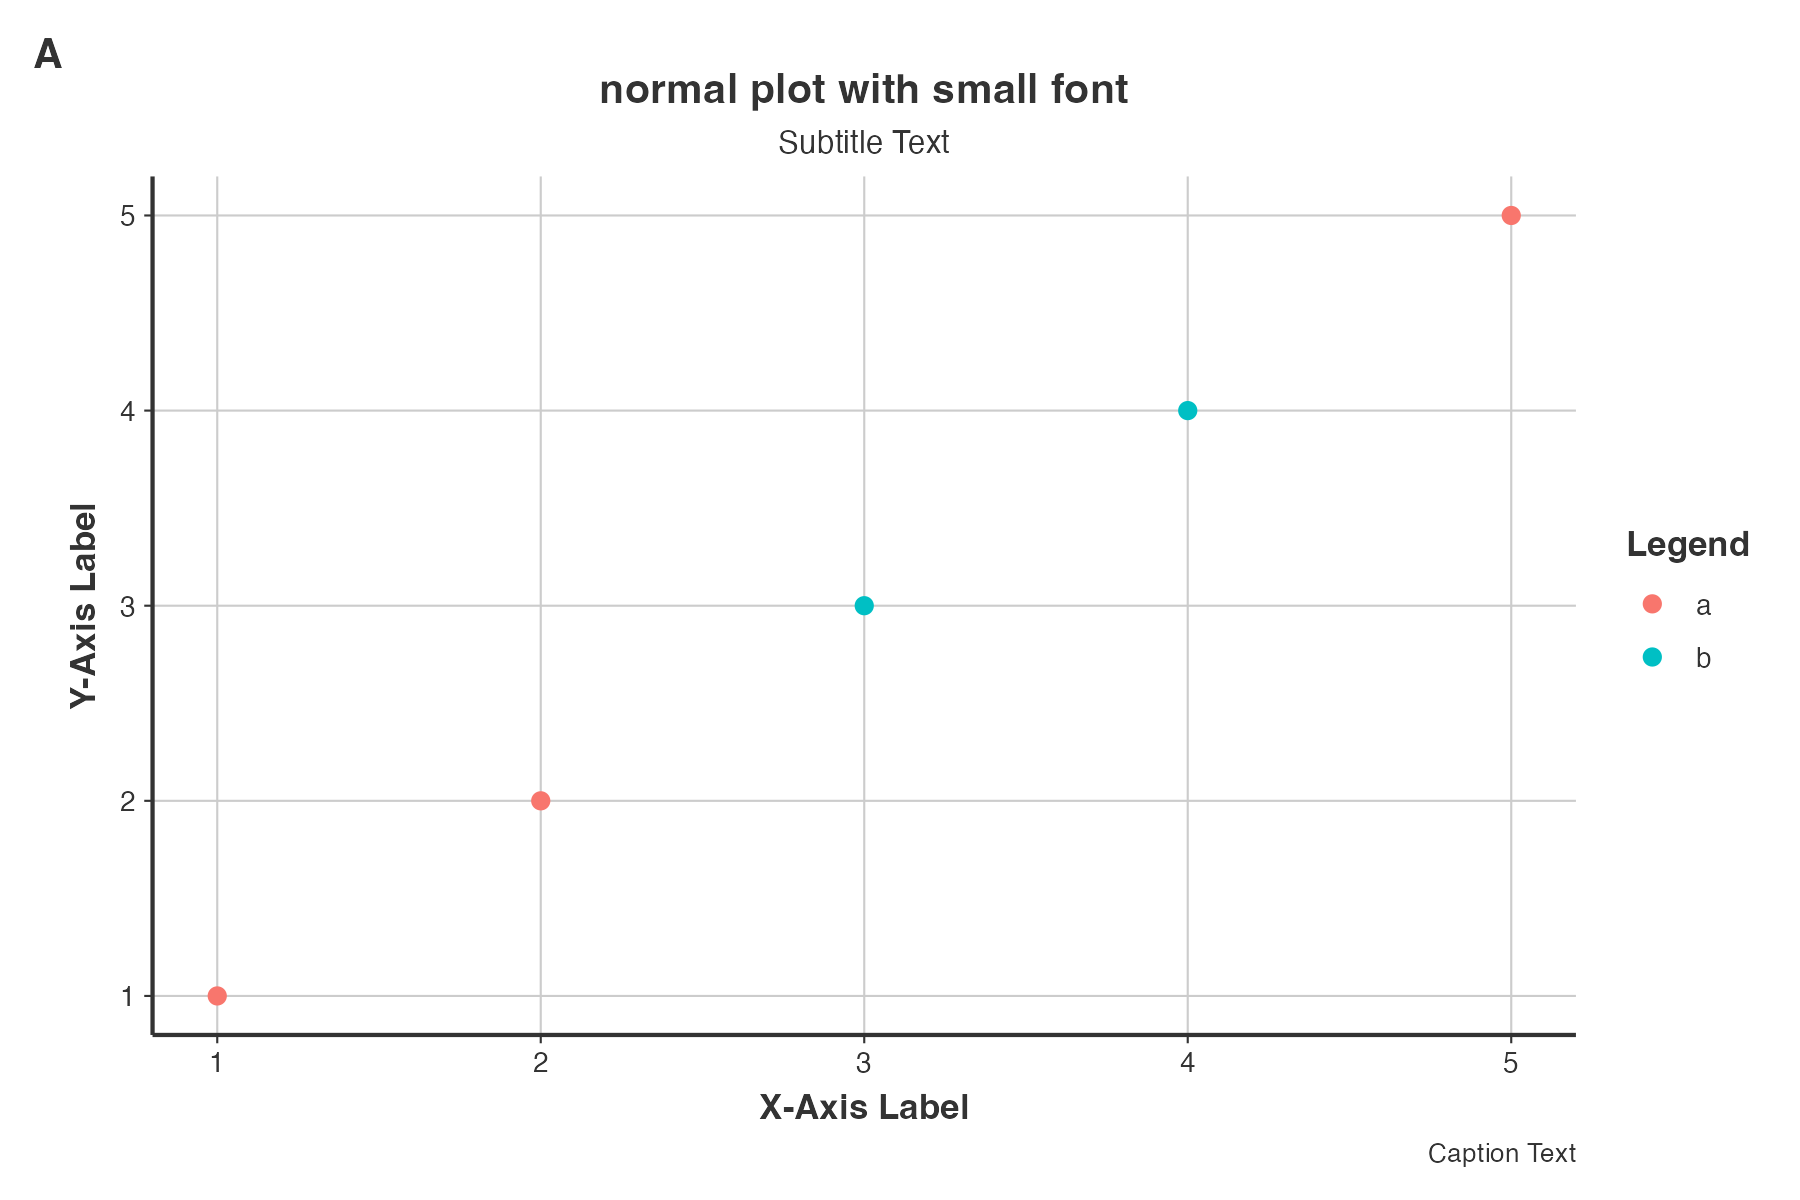 A
normal plot with small font
Subtitle Text
Y-Axis Label
5
4
3
2
1
1 2 3 4 5
X-Axis Label
Legend
a
b
Caption Text